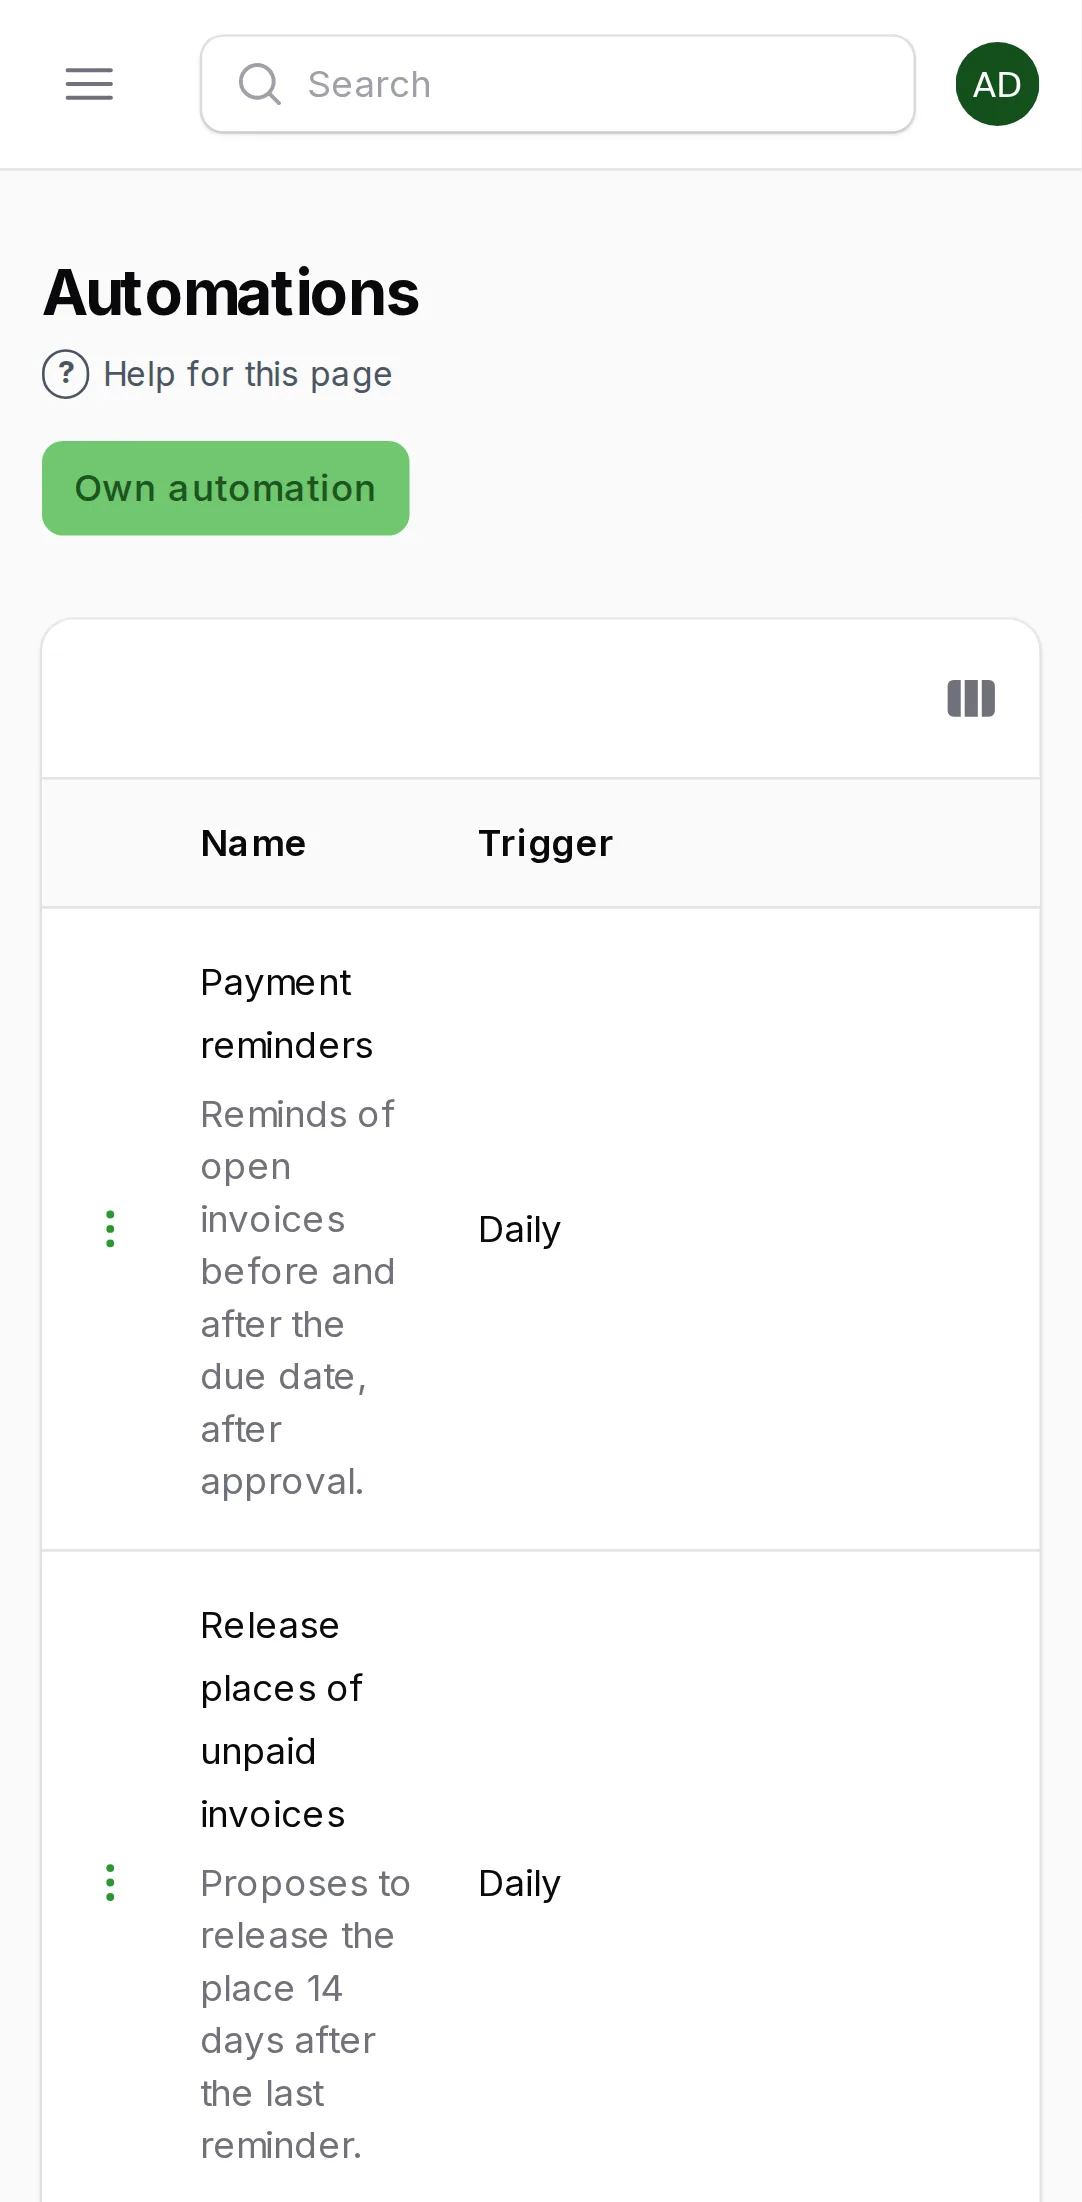 Search
AD
Automations
? Help for this page
Own automation
Name Trigger
Payment
reminders
Reminds of
open
invoices
before and
after the
due date,
after
approval.
Daily
Release
places of
unpaid
invoices
Proposes to
release the
place 14
days after
the last
reminder.
Daily